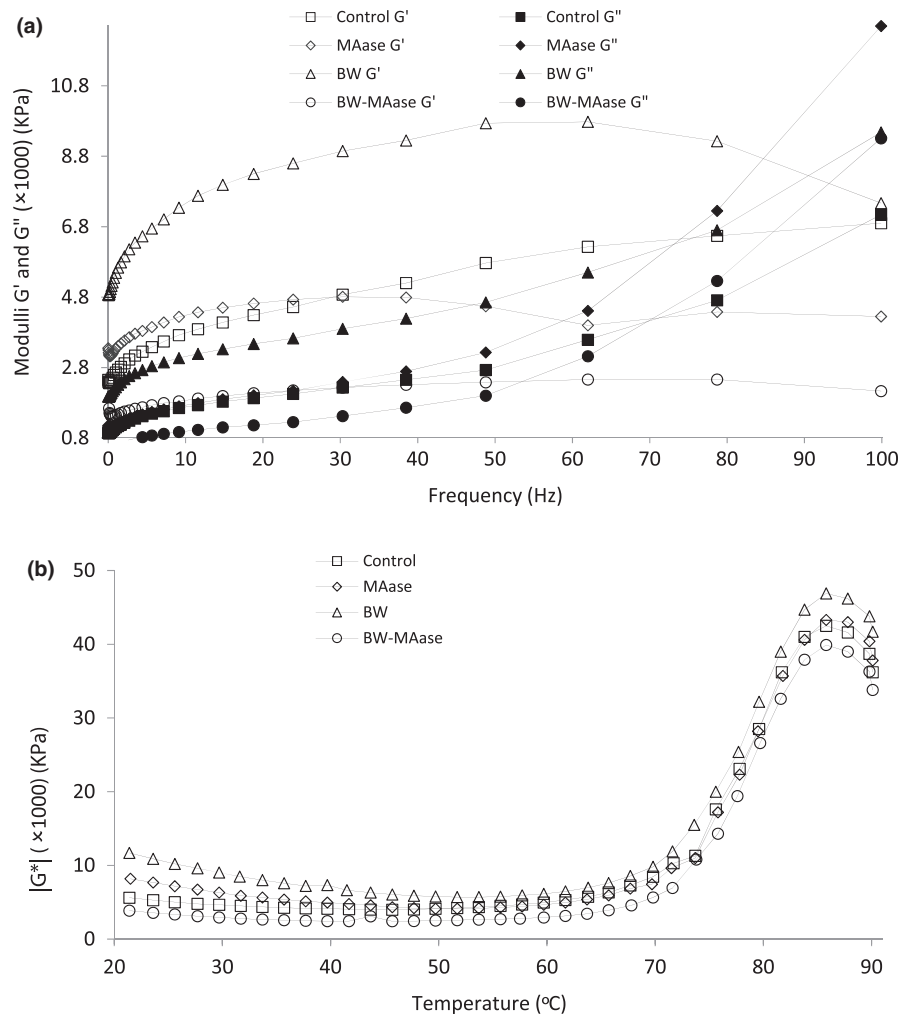 (a)
Control G' Control G"
MAase G' MAase G"
BW G' BW G"
BW-MAase G' BW-MAase G"
Modulli G' and G" (×1000) (KPa)
10.8
8.8
6.8
4.8
2.8
0.8
0 10 20 30 40 50 60 70 80 90 100
Frequency (Hz)
(b)
Control
MAase
BW
BW-MAase
|G*| (×1000) (KPa)
50
40
30
20
10
0
20 30 40 50 60 70 80 90
Temperature (ºC)